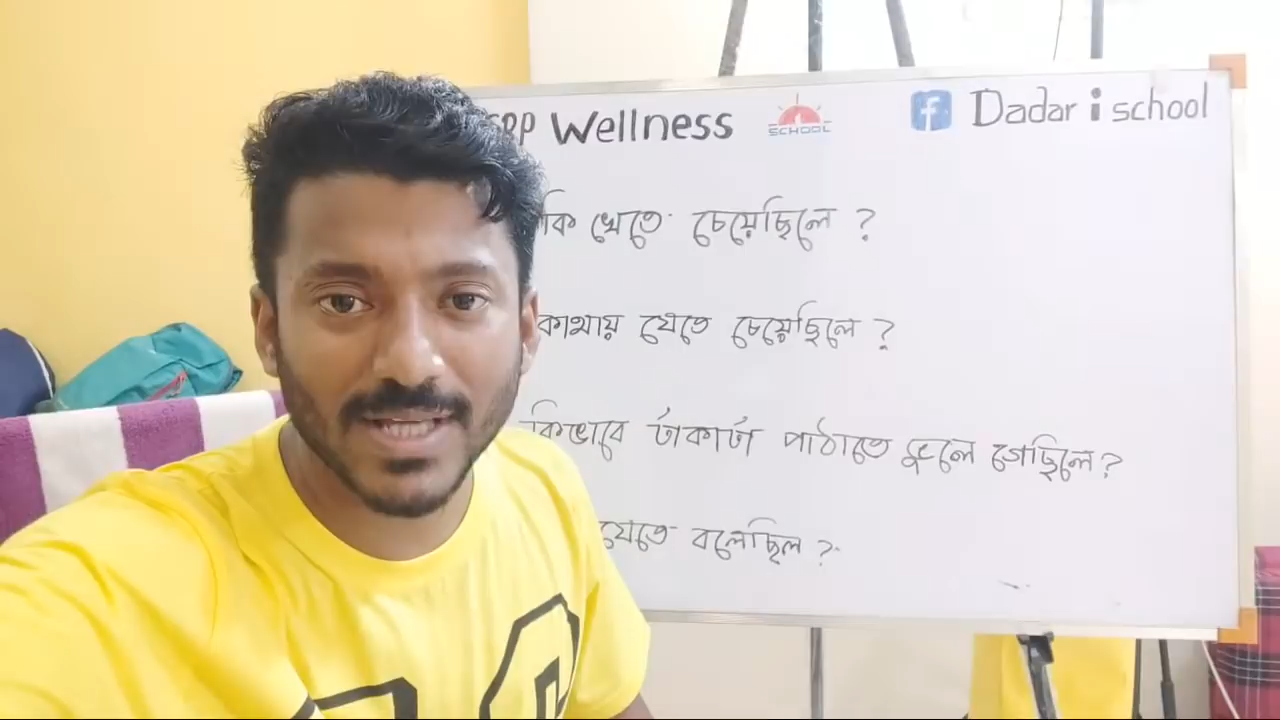 Wellness SCHOOL f Dadar i school
কি খেতে চেয়েছিলে ?
যেতে চেয়েছিলে ?
কিভাবে টাকাটা পাঠাতে ভুলে গেছিলে?
যেতে বলেছিল ?